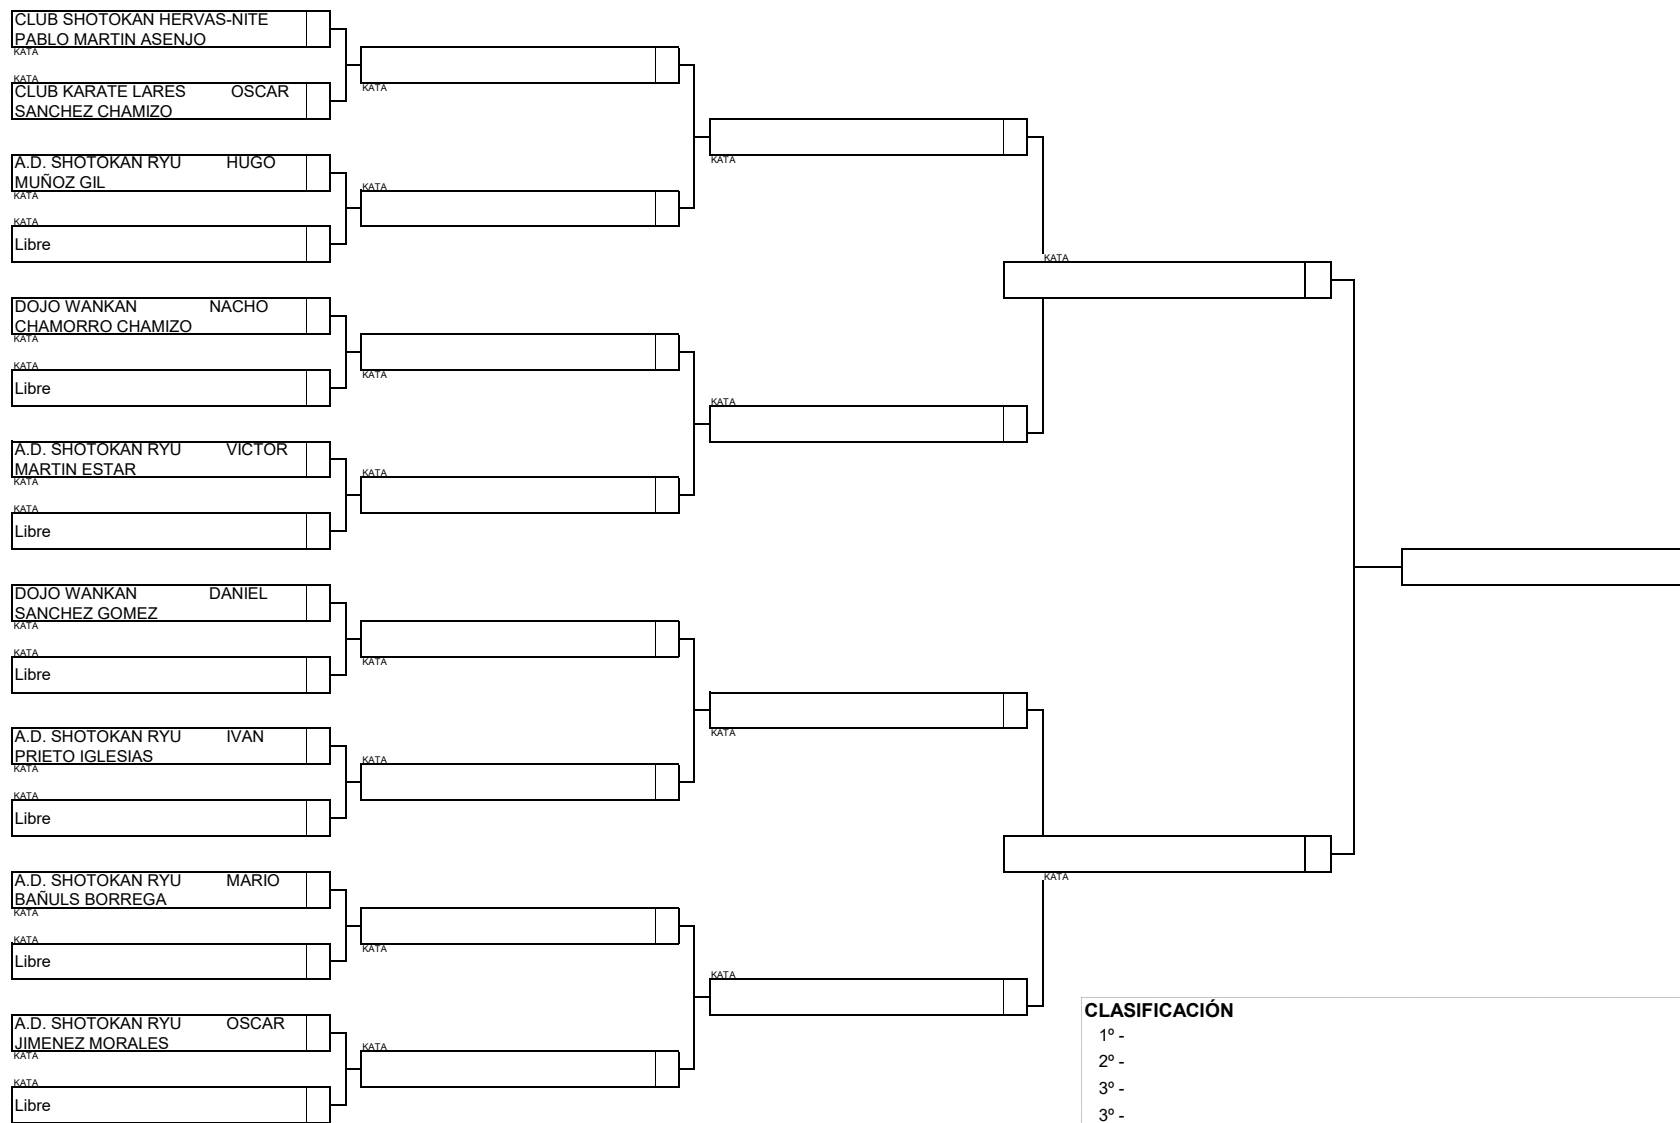 CLUB SHOTOKAN HERVAS-NITE
PABLO MARTIN ASENJO
KATA
KATA
CLUB KARATE LARES OSCAR
SANCHEZ CHAMIZO
A.D. SHOTOKAN RYU HUGO
MUÑOZ GIL
KATA
KATA
Libre
DOJO WANKAN NACHO
CHAMORRO CHAMIZO
KATA
KATA
Libre
A.D. SHOTOKAN RYU VICTOR
MARTIN ESTAR
KATA
KATA
Libre
DOJO WANKAN DANIEL
SANCHEZ GOMEZ
KATA
KATA
Libre
A.D. SHOTOKAN RYU IVAN
PRIETO IGLESIAS
KATA
KATA
Libre
A.D. SHOTOKAN RYU MARIO
BAÑULS BORREGA
KATA
KATA
Libre
A.D. SHOTOKAN RYU OSCAR
JIMENEZ MORALES
KATA
KATA
Libre
KATA
KATA
KATA
KATA
KATA
KATA
KATA
KATA
KATA
KATA
KATA
KATA
KATA
KATA
CLASIFICACIÓN
1º -
2º -
3º -
3º -